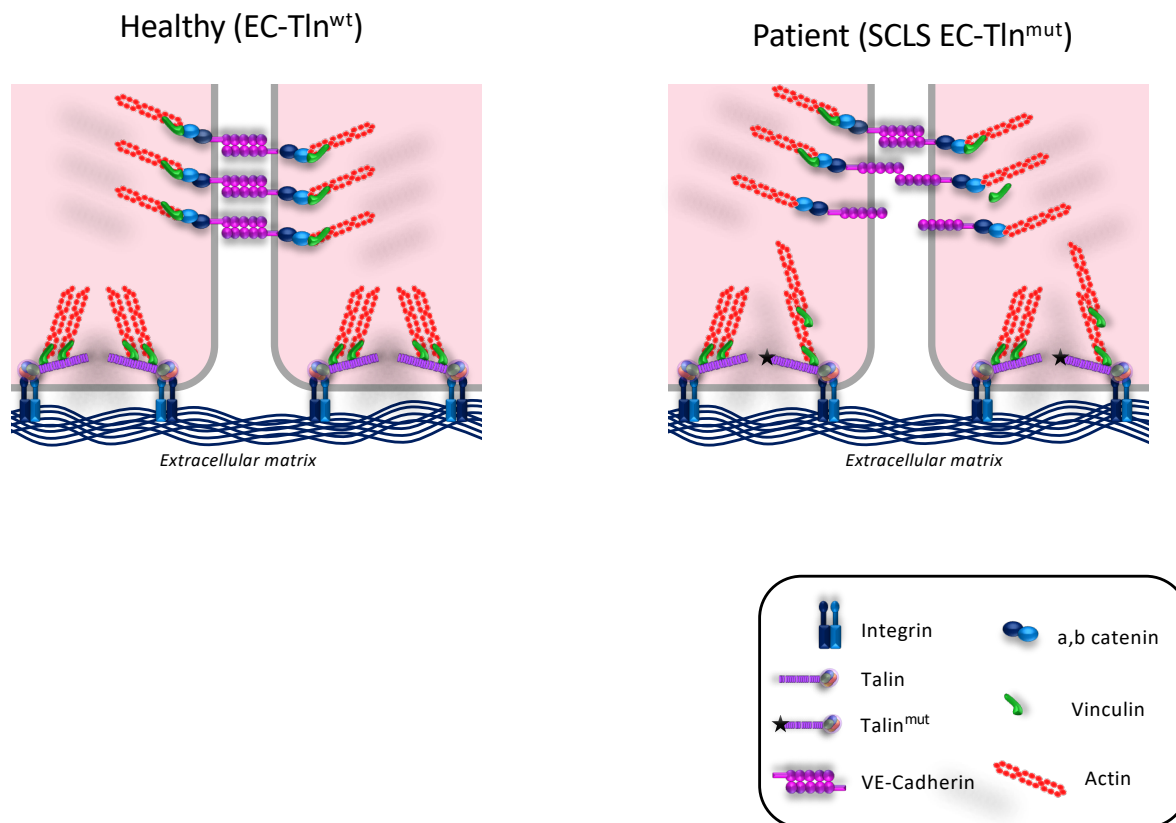 Healthy (EC-Tlnwt)
Patient (SCLS EC-Tlnmut)
Extracellular matrix
Extracellular matrix
Integrin
a,b catenin
Talin
Vinculin
Talinmut
VE-Cadherin
Actin